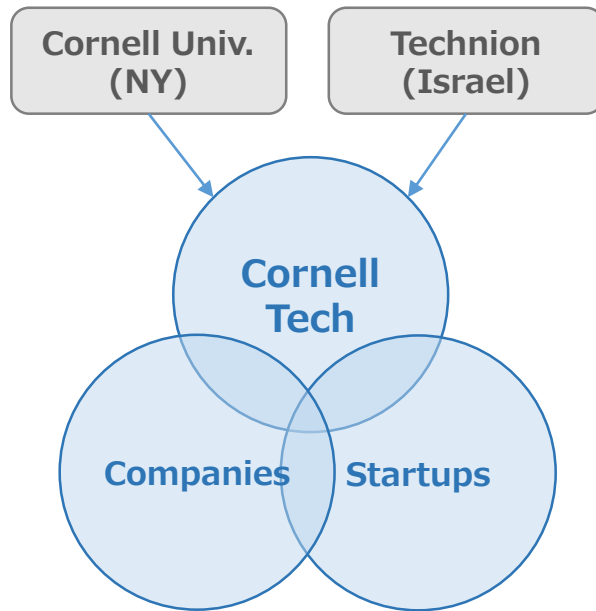 Cornell Univ.
(NY)
Technion
(Israel)
Cornell
Tech
Companies
Startups